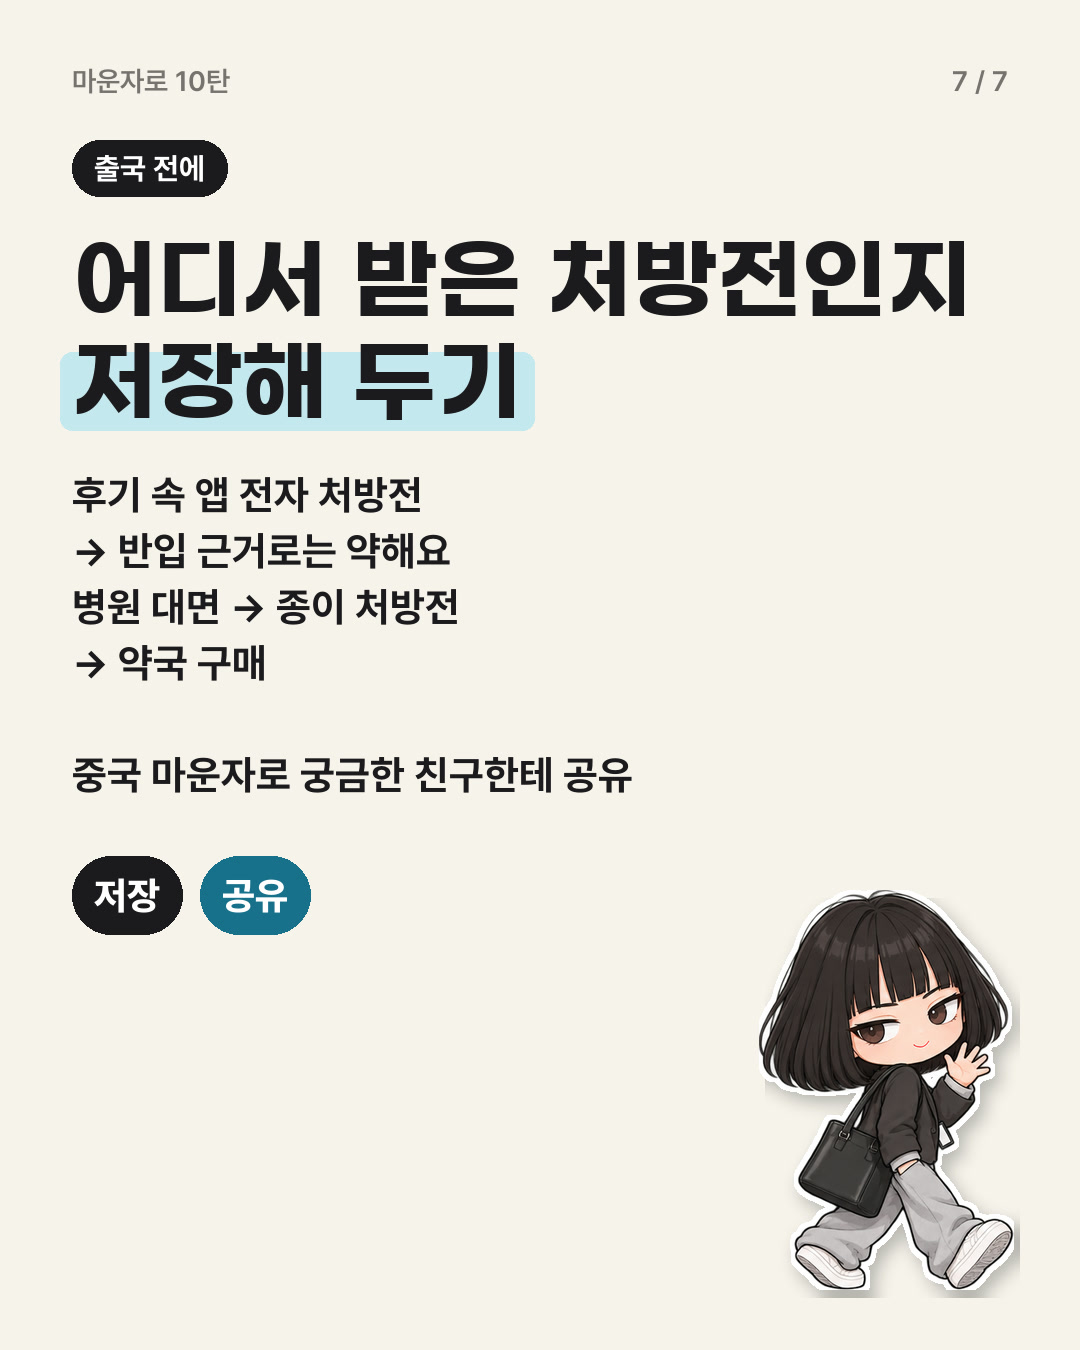 마운자로 10탄
7 / 7
출국 전에
어디서 받은 처방전인지
저장해 두기
후기 속 앱 전자 처방전
→ 반입 근거로는 약해요
병원 대면 → 종이 처방전
→ 약국 구매
중국 마운자로 궁금한 친구한테 공유
저장
공유